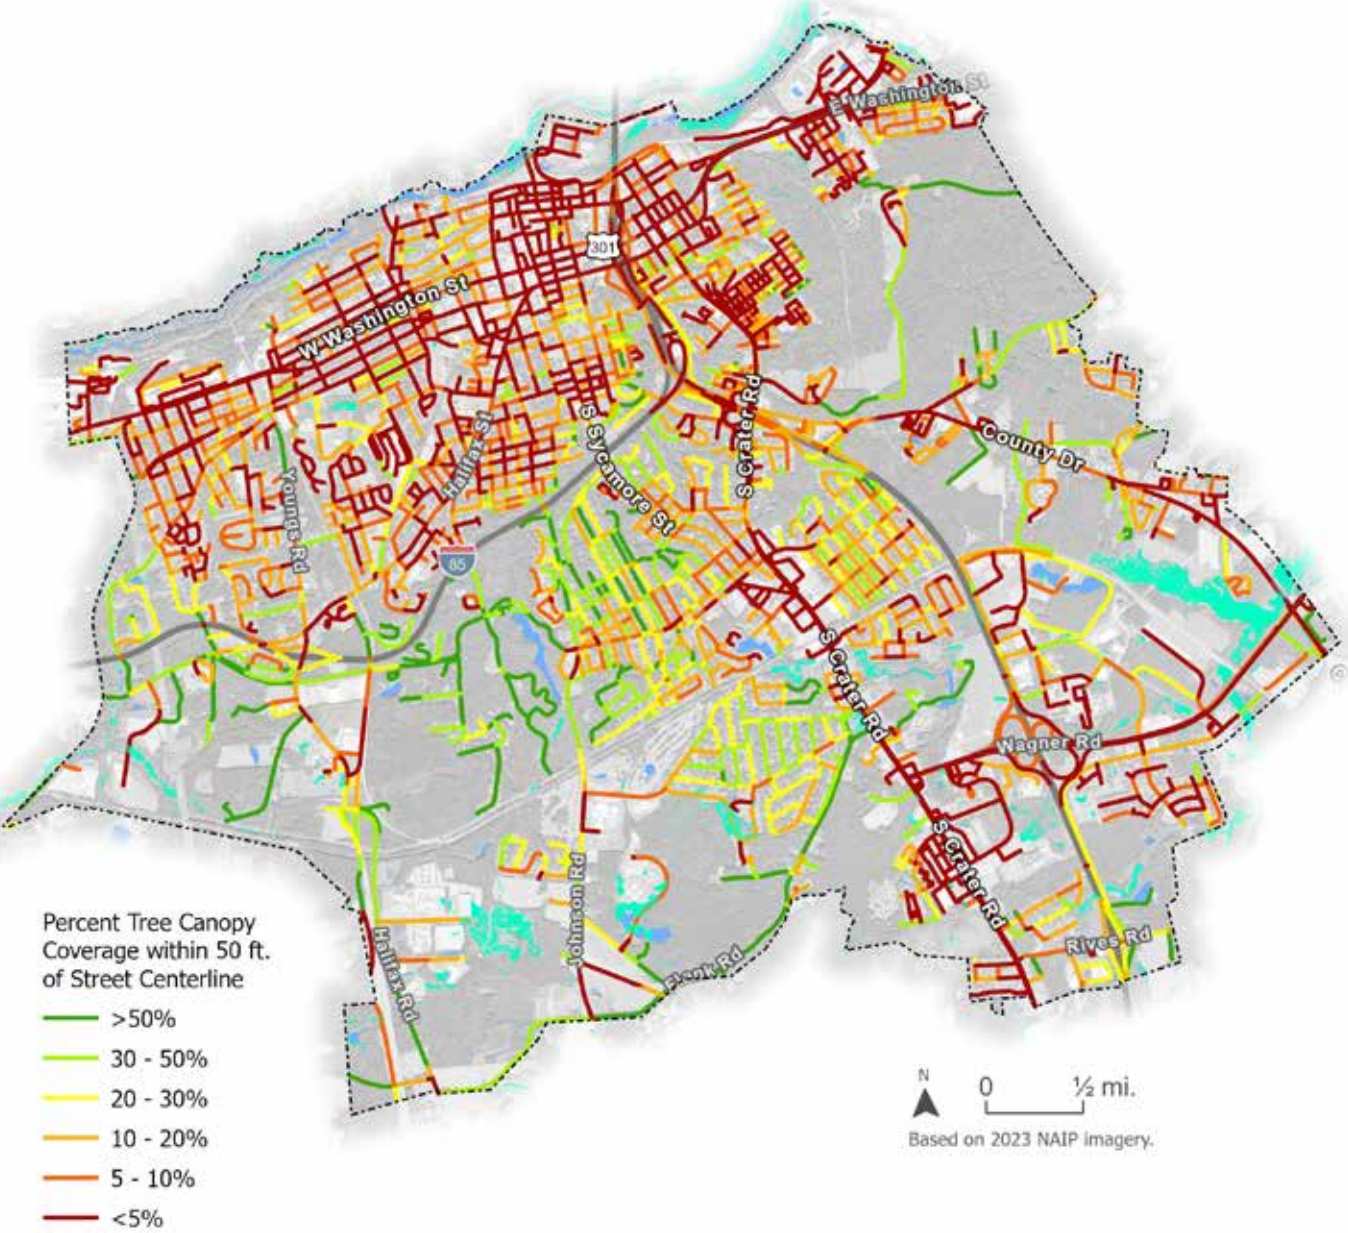 E Washington St
301
W Washington St
S Crater Rd
S Sycamore St
Halifax St
County Dr
Youngs Rd
85
S Crater Rd
Wagner Rd
S Crater Rd
Johnson Rd
Halifax Rd
Flank Rd
Rives Rd
Percent Tree Canopy
Coverage within 50 ft.
of Street Centerline
>50%
30 - 50%
20 - 30%
10 - 20%
5 - 10%
<5%
N
0 ½ mi.
Based on 2023 NAIP imagery.